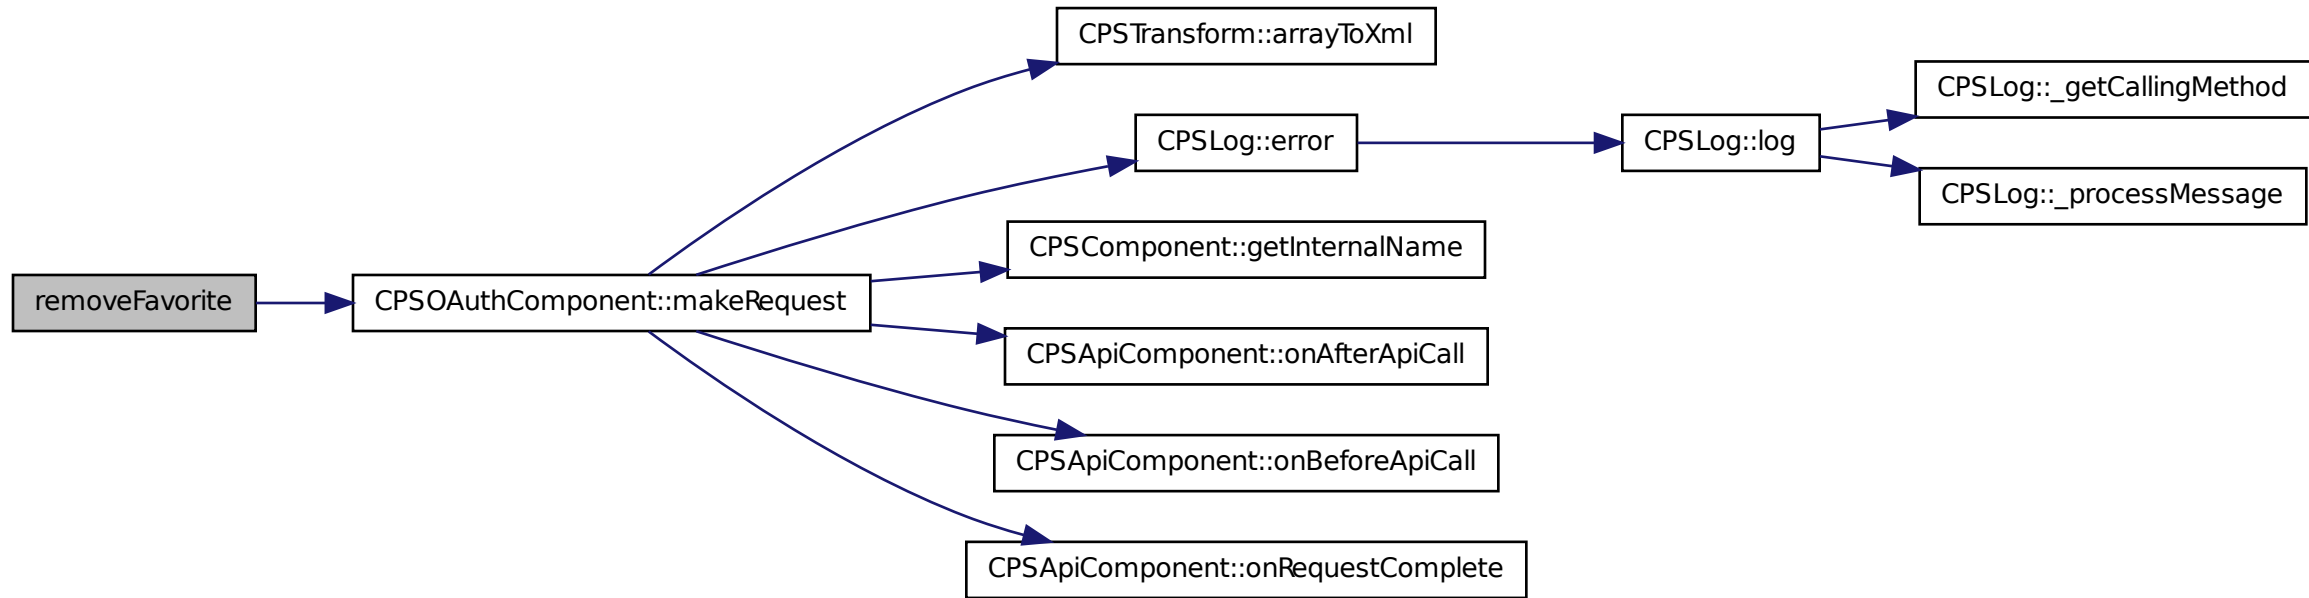 removeFavorite
CPSOAuthComponent::makeRequest
CPSTransform::arrayToXml
CPSLog::error
CPSComponent::getInternalName
CPSApiComponent::onAfterApiCall
CPSApiComponent::onBeforeApiCall
CPSApiComponent::onRequestComplete
CPSLog::log
CPSLog::_getCallingMethod
CPSLog::_processMessage